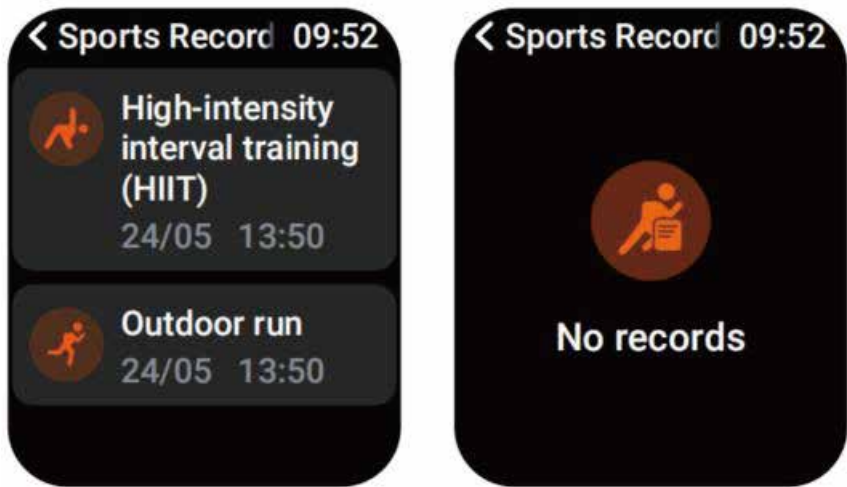 Sports Record 09:52
High-intensity
interval training
(HIIT)
24/05 13:50
Outdoor run
24/05 13:50
Sports Record 09:52
No records